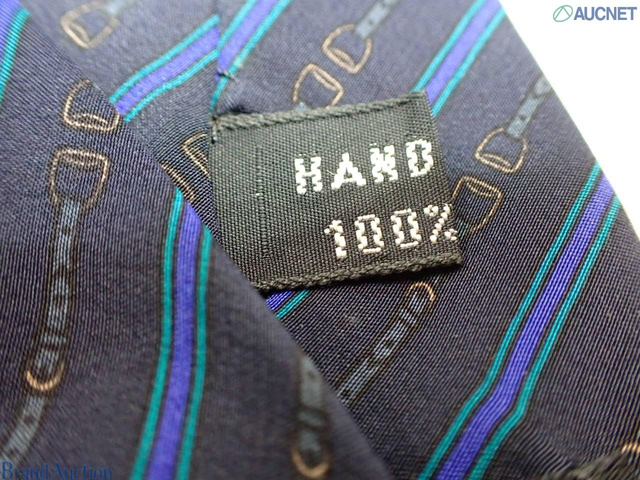 AUCNET
HAND
100%
Brand Auction